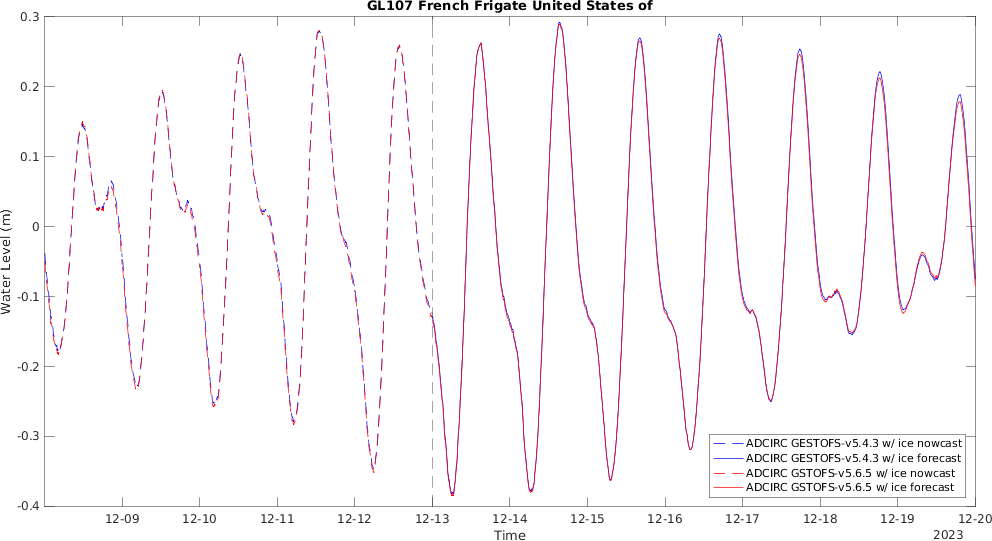 GL107 French Frigate United States of
0.3
0.2
0.1
0
-0.1
-0.2
-0.3
-0.4
Water Level (m)
ADCIRC GESTOFS-v5.4.3 w/ ice nowcast
ADCIRC GESTOFS-v5.4.3 w/ ice forecast
ADCIRC GSTOFS-v5.6.5 w/ ice nowcast
ADCIRC GSTOFS-v5.6.5 w/ ice forecast
12-09 12-10 12-11 12-12 12-13 12-14 12-15 12-16 12-17 12-18 12-19 12-20
Time
2023